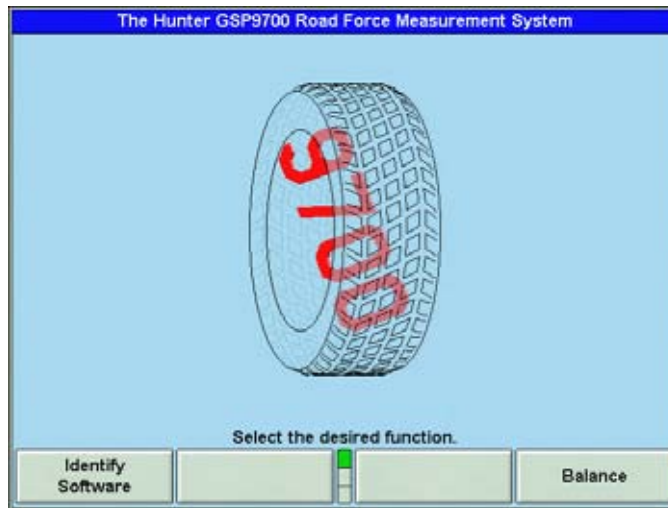 The Hunter GSP9700 Road Force Measurement System
9700
Select the desired function.
Identify
Software
Balance